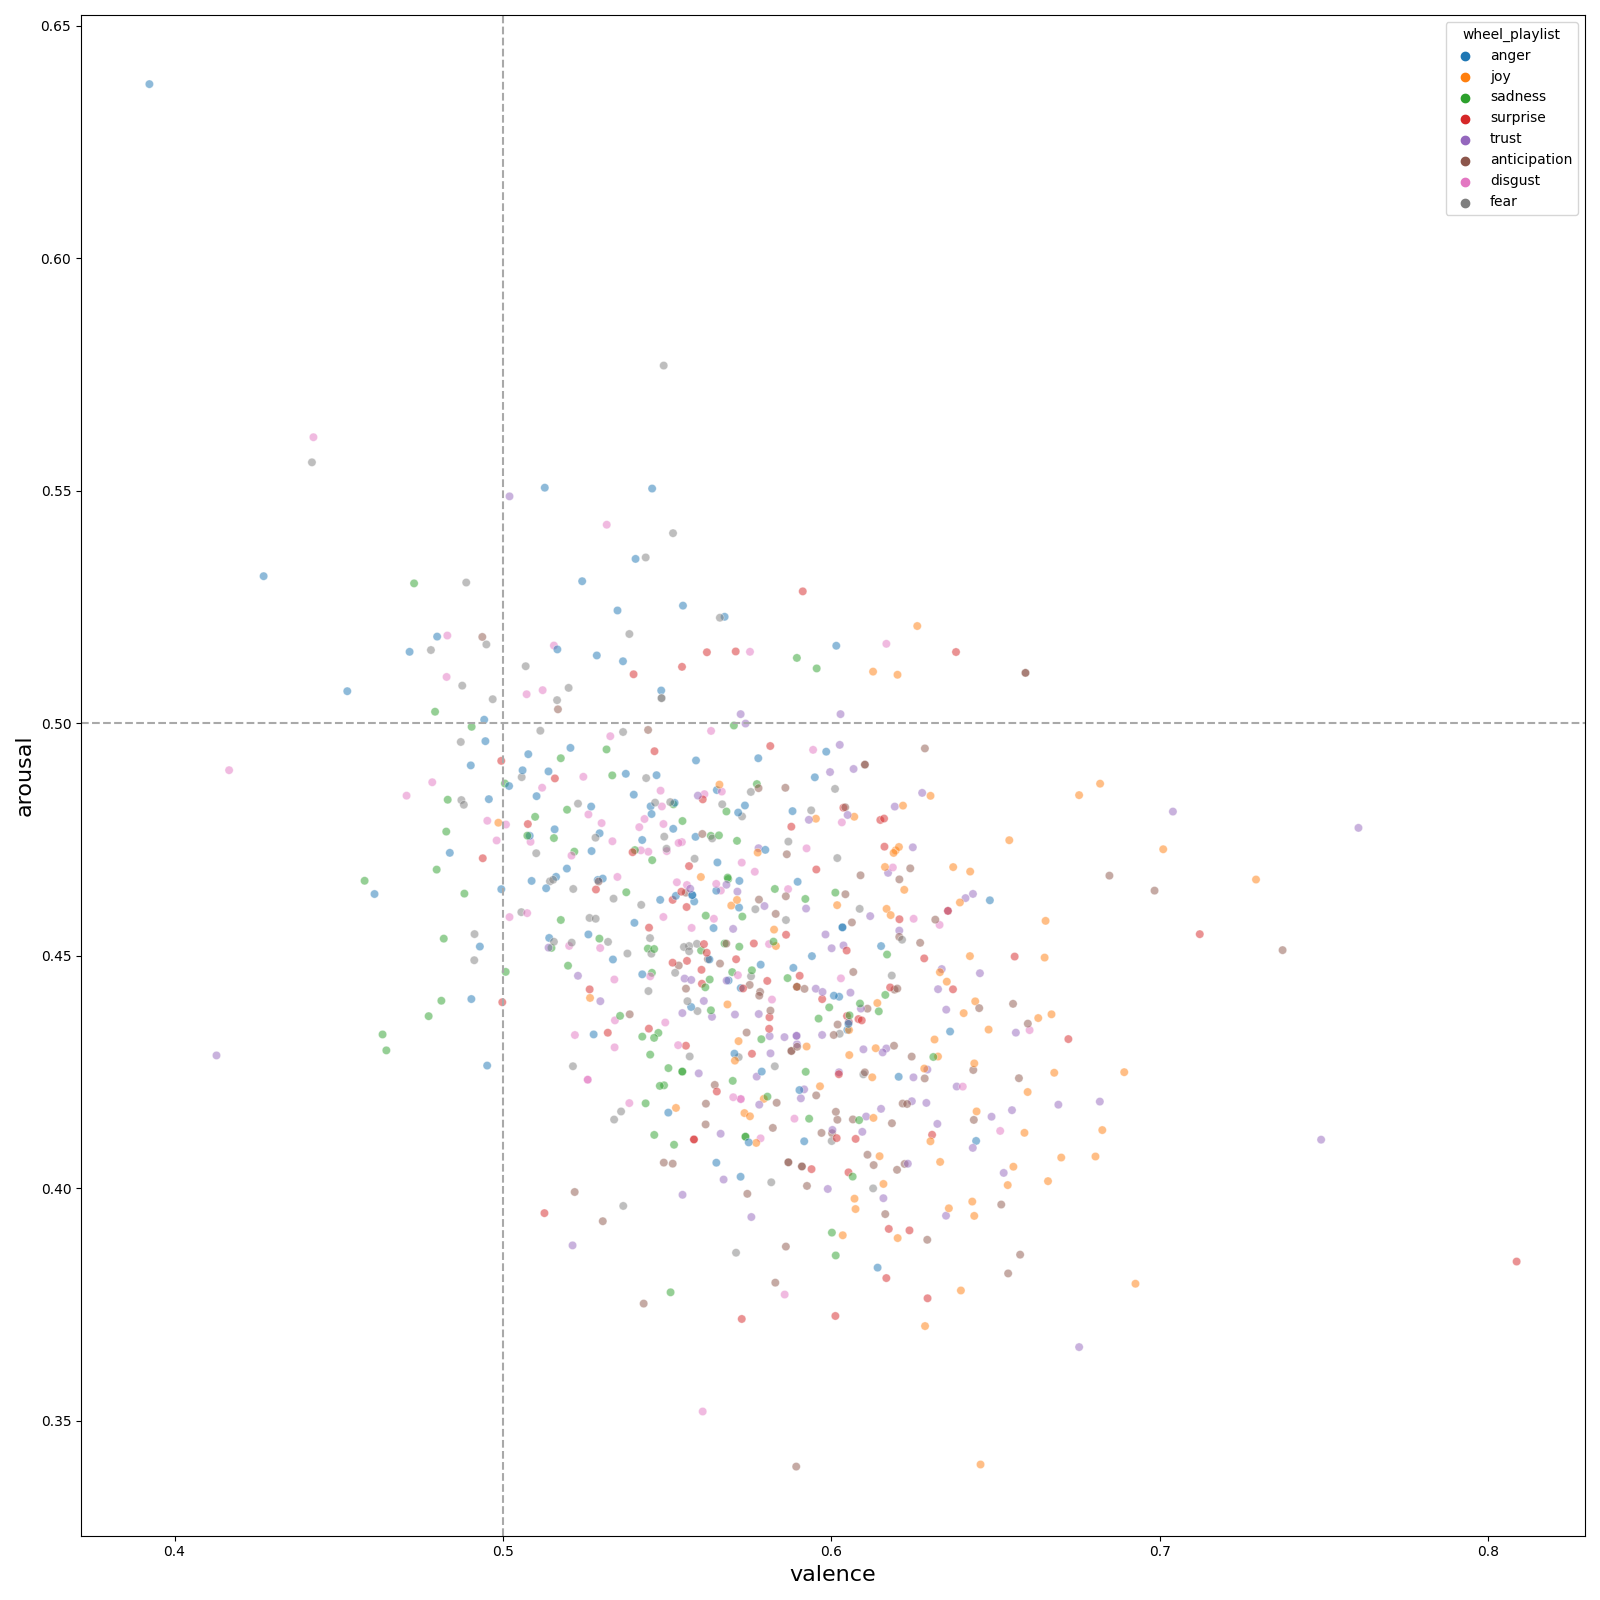 wheel_playlist
anger
joy
sadness
surprise
trust
anticipation
disgust
fear
0.65
0.60
0.55
0.50
0.45
0.40
0.35
arousal
0.4 0.5 0.6 0.7 0.8
valence